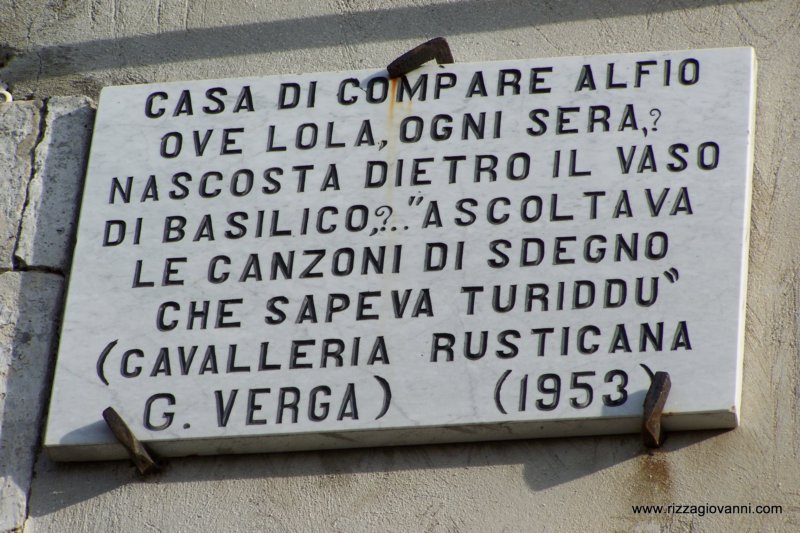 CASA DI COMPARE ALFIO
OVE LOLA, OGNI SERA,?
NASCOSTA DIETRO IL VASO
DI BASILICO,?.. "ASCOLTAVA
LE CANZONI DI SDEGNO
CHE SAPEVA TURIDDU"
(CAVALLERIA RUSTICANA
G. VERGA) (1953)
www.rizzagiovanni.com